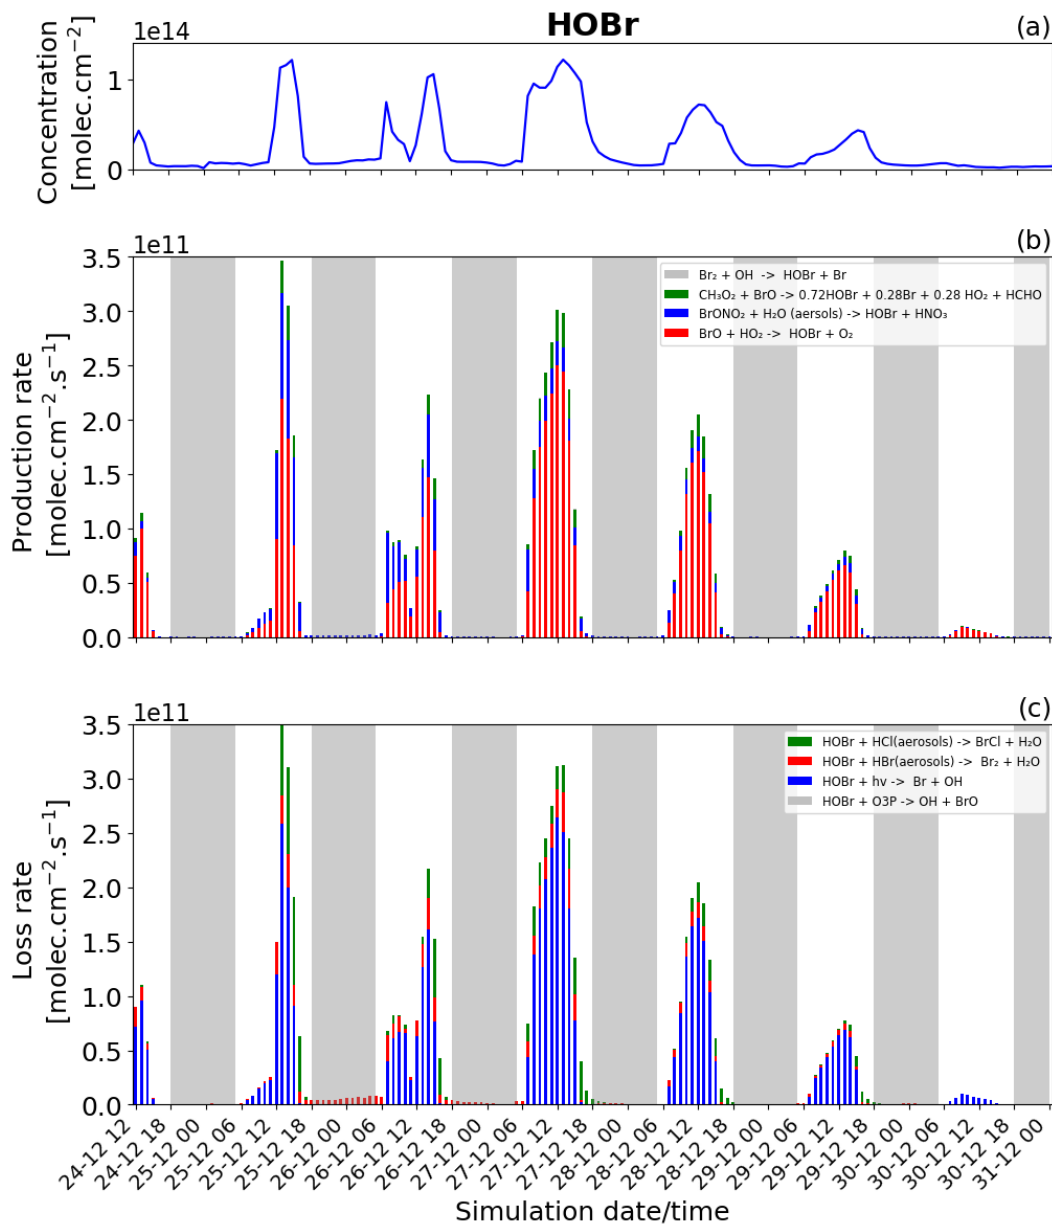 HOBr
(a)
1e14
Concentration
[molec.cm⁻²]
1
0
1e11
(b)
Production rate
[molec.cm⁻².s⁻¹]
3.5
3.0
2.5
2.0
1.5
1.0
0.5
0.0
Br₂ + OH -> HOBr + Br
CH₃O₂ + BrO -> 0.72HOBr + 0.28Br + 0.28 HO₂ + HCHO
BrONO₂ + H₂O (aersols) -> HOBr + HNO₃
BrO + HO₂ -> HOBr + O₂
1e11
(c)
Loss rate
[molec.cm⁻².s⁻¹]
3.5
3.0
2.5
2.0
1.5
1.0
0.5
0.0
HOBr + HCl(aerosols) -> BrCl + H₂O
HOBr + HBr(aerosols) -> Br₂ + H₂O
HOBr + hv -> Br + OH
HOBr + O3P -> OH + BrO
24-12 12
24-12 18
25-12 00
25-12 06
25-12 12
25-12 18
26-12 00
26-12 06
26-12 12
26-12 18
27-12 00
27-12 06
27-12 12
27-12 18
28-12 00
28-12 06
28-12 12
28-12 18
29-12 00
29-12 06
29-12 12
29-12 18
30-12 00
30-12 06
30-12 12
30-12 18
31-12 00
Simulation date/time